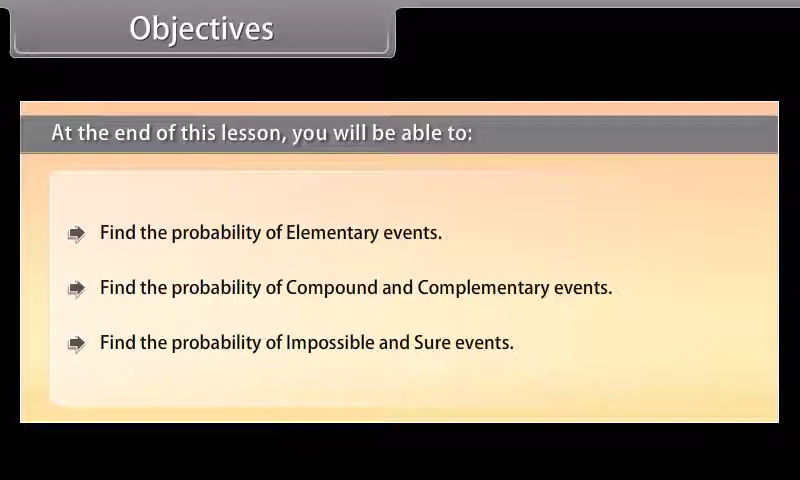 Objectives
At the end of this lesson, you will be able to:
Find the probability of Elementary events.
Find the probability of Compound and Complementary events.
Find the probability of Impossible and Sure events.